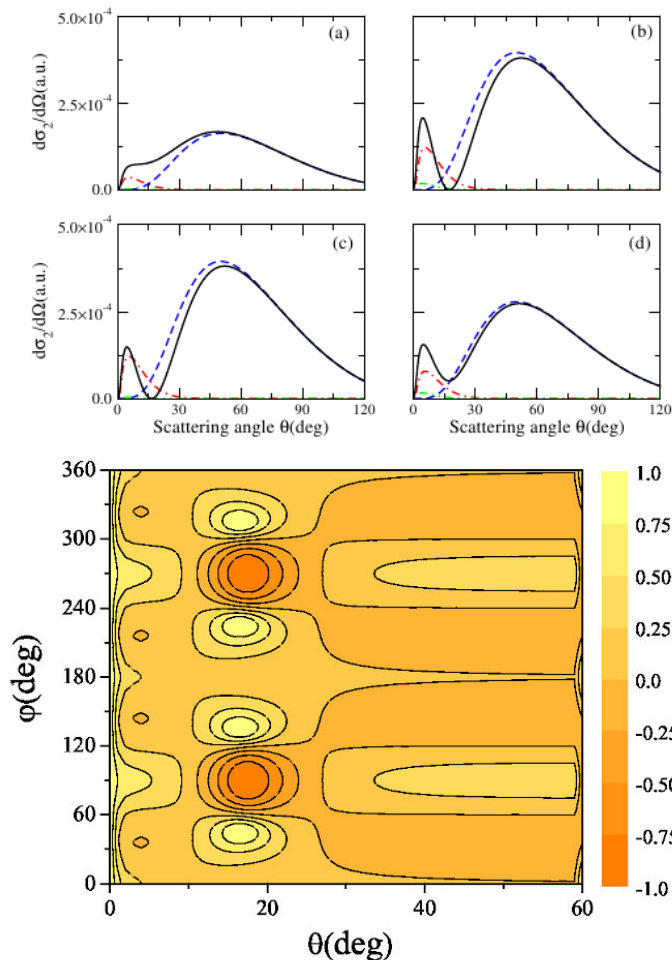 (a)
(b)
5.0×10⁻⁴
2.5×10⁻⁴
0.0
dσ₂/dΩ(a.u.)
(c)
(d)
5.0×10⁻⁴
2.5×10⁻⁴
0.0
dσ₂/dΩ(a.u.)
0 30 60 90 120 0 30 60 90 120
Scattering angle θ(deg) Scattering angle θ(deg)
360
300
240
180
120
60
0
φ(deg)
0 20 40 60
θ(deg)
1.0
0.75
0.5
0.25
0.0
-0.25
-0.50
-0.75
-1.0